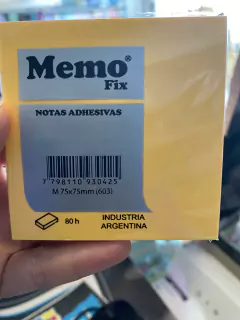 Memo®
Fix
NOTAS ADHESIVAS
7 798110 930425
M 75x75mm (603)
80 h
INDUSTRIA
ARGENTINA